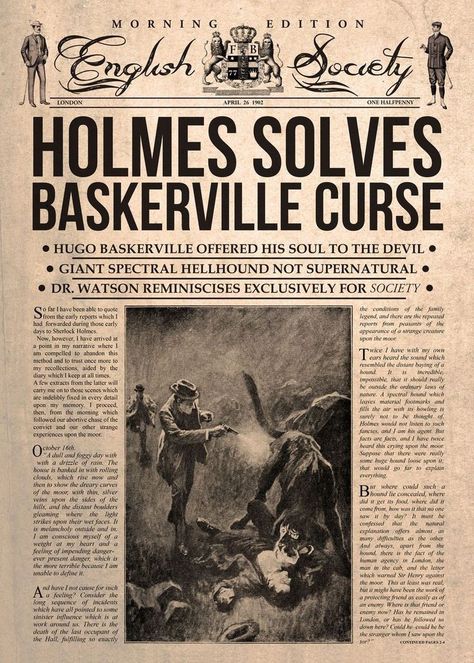 MORNING EDITION
English Society
F B
77
LONDON
APRIL 26 1902
ONE HALFPENNY
HOLMES SOLVES
BASKERVILLE CURSE
• HUGO BASKERVILLE OFFERED HIS SOUL TO THE DEVIL •
• GIANT SPECTRAL HELLHOUND NOT SUPERNATURAL •
• DR. WATSON REMINISCISES EXCLUSIVELY FOR SOCIETY •
So far I have been able to quote
from the early reports which I
had forwarded during those early
days to Sherlock Holmes.
Now, however, I have arrived at
a point in my narrative where I
am compelled to abandon this
method and to trust once more to
my recollections, aided by the
diary which I keep at all times.
A few extracts from the latter will
carry me on to those scenes which
are indelibly fixed in every detail
upon my memory. I proceed,
then, from the morning which
followed our abortive chase of the
convict and our other strange
experiences upon the moor.
October 16th.
"A dull and foggy day with
with a drizzle of rain. The
house is banked in with rolling
clouds, which rise now and
then to show the dreary curves
of the moor, with thin, silver
veins upon the sides of the
hills, and the distant boulders
gleaming where the light
strikes upon their wet faces. It
is melancholy outside and in.
I am conscious myself of a
weight at my heart and a
feeling of impending danger-
ever present danger, which is
the more terrible because I am
unable to define it.
And have I not cause for such
a feeling? Consider the
long sequence of incidents
which have all pointed to some
sinister influence which is at
work around us. There is the
death of the last occupant of
the Hall, fulfilling so exactly
the conditions of the family
legend, and there are the repeated
reports from peasants of the
appearance of a strange creature
upon the moor.
Twice I have with my own
ears heard the sound which
resembled the distant baying of a
hound. It is incredible,
impossible, that it should really
be outside the ordinary laws of
nature. A spectral hound which
leaves material footmarks and
fills the air with its howling is
surely not to be thought of.
Holmes would not listen to such
fancies, and I am his agent. But
facts are facts, and I have twice
heard this crying upon the moor.
Suppose that there were really
some huge hound loose upon it;
that would go far to explain
everything.
But where could such a
hound lie concealed, where
did it get its food, where did it
come from, how was it that no one
saw it by day? It must be
confessed that the natural
explanation offers almost as
many difficulties as the other.
And always, apart from the
hound, there is the fact of the
human agency in London, the
man in the cab, and the letter
which warned Sir Henry against
the moor. This at least was real,
but it might have been the work of
a protecting friend as easily as of
an enemy. Where is that friend or
enemy now? Has he remained in
London, or has he followed us
down here? Could he-could he be
the stranger whom I saw upon the
tor?"
CONTINUED PAGES 2-4